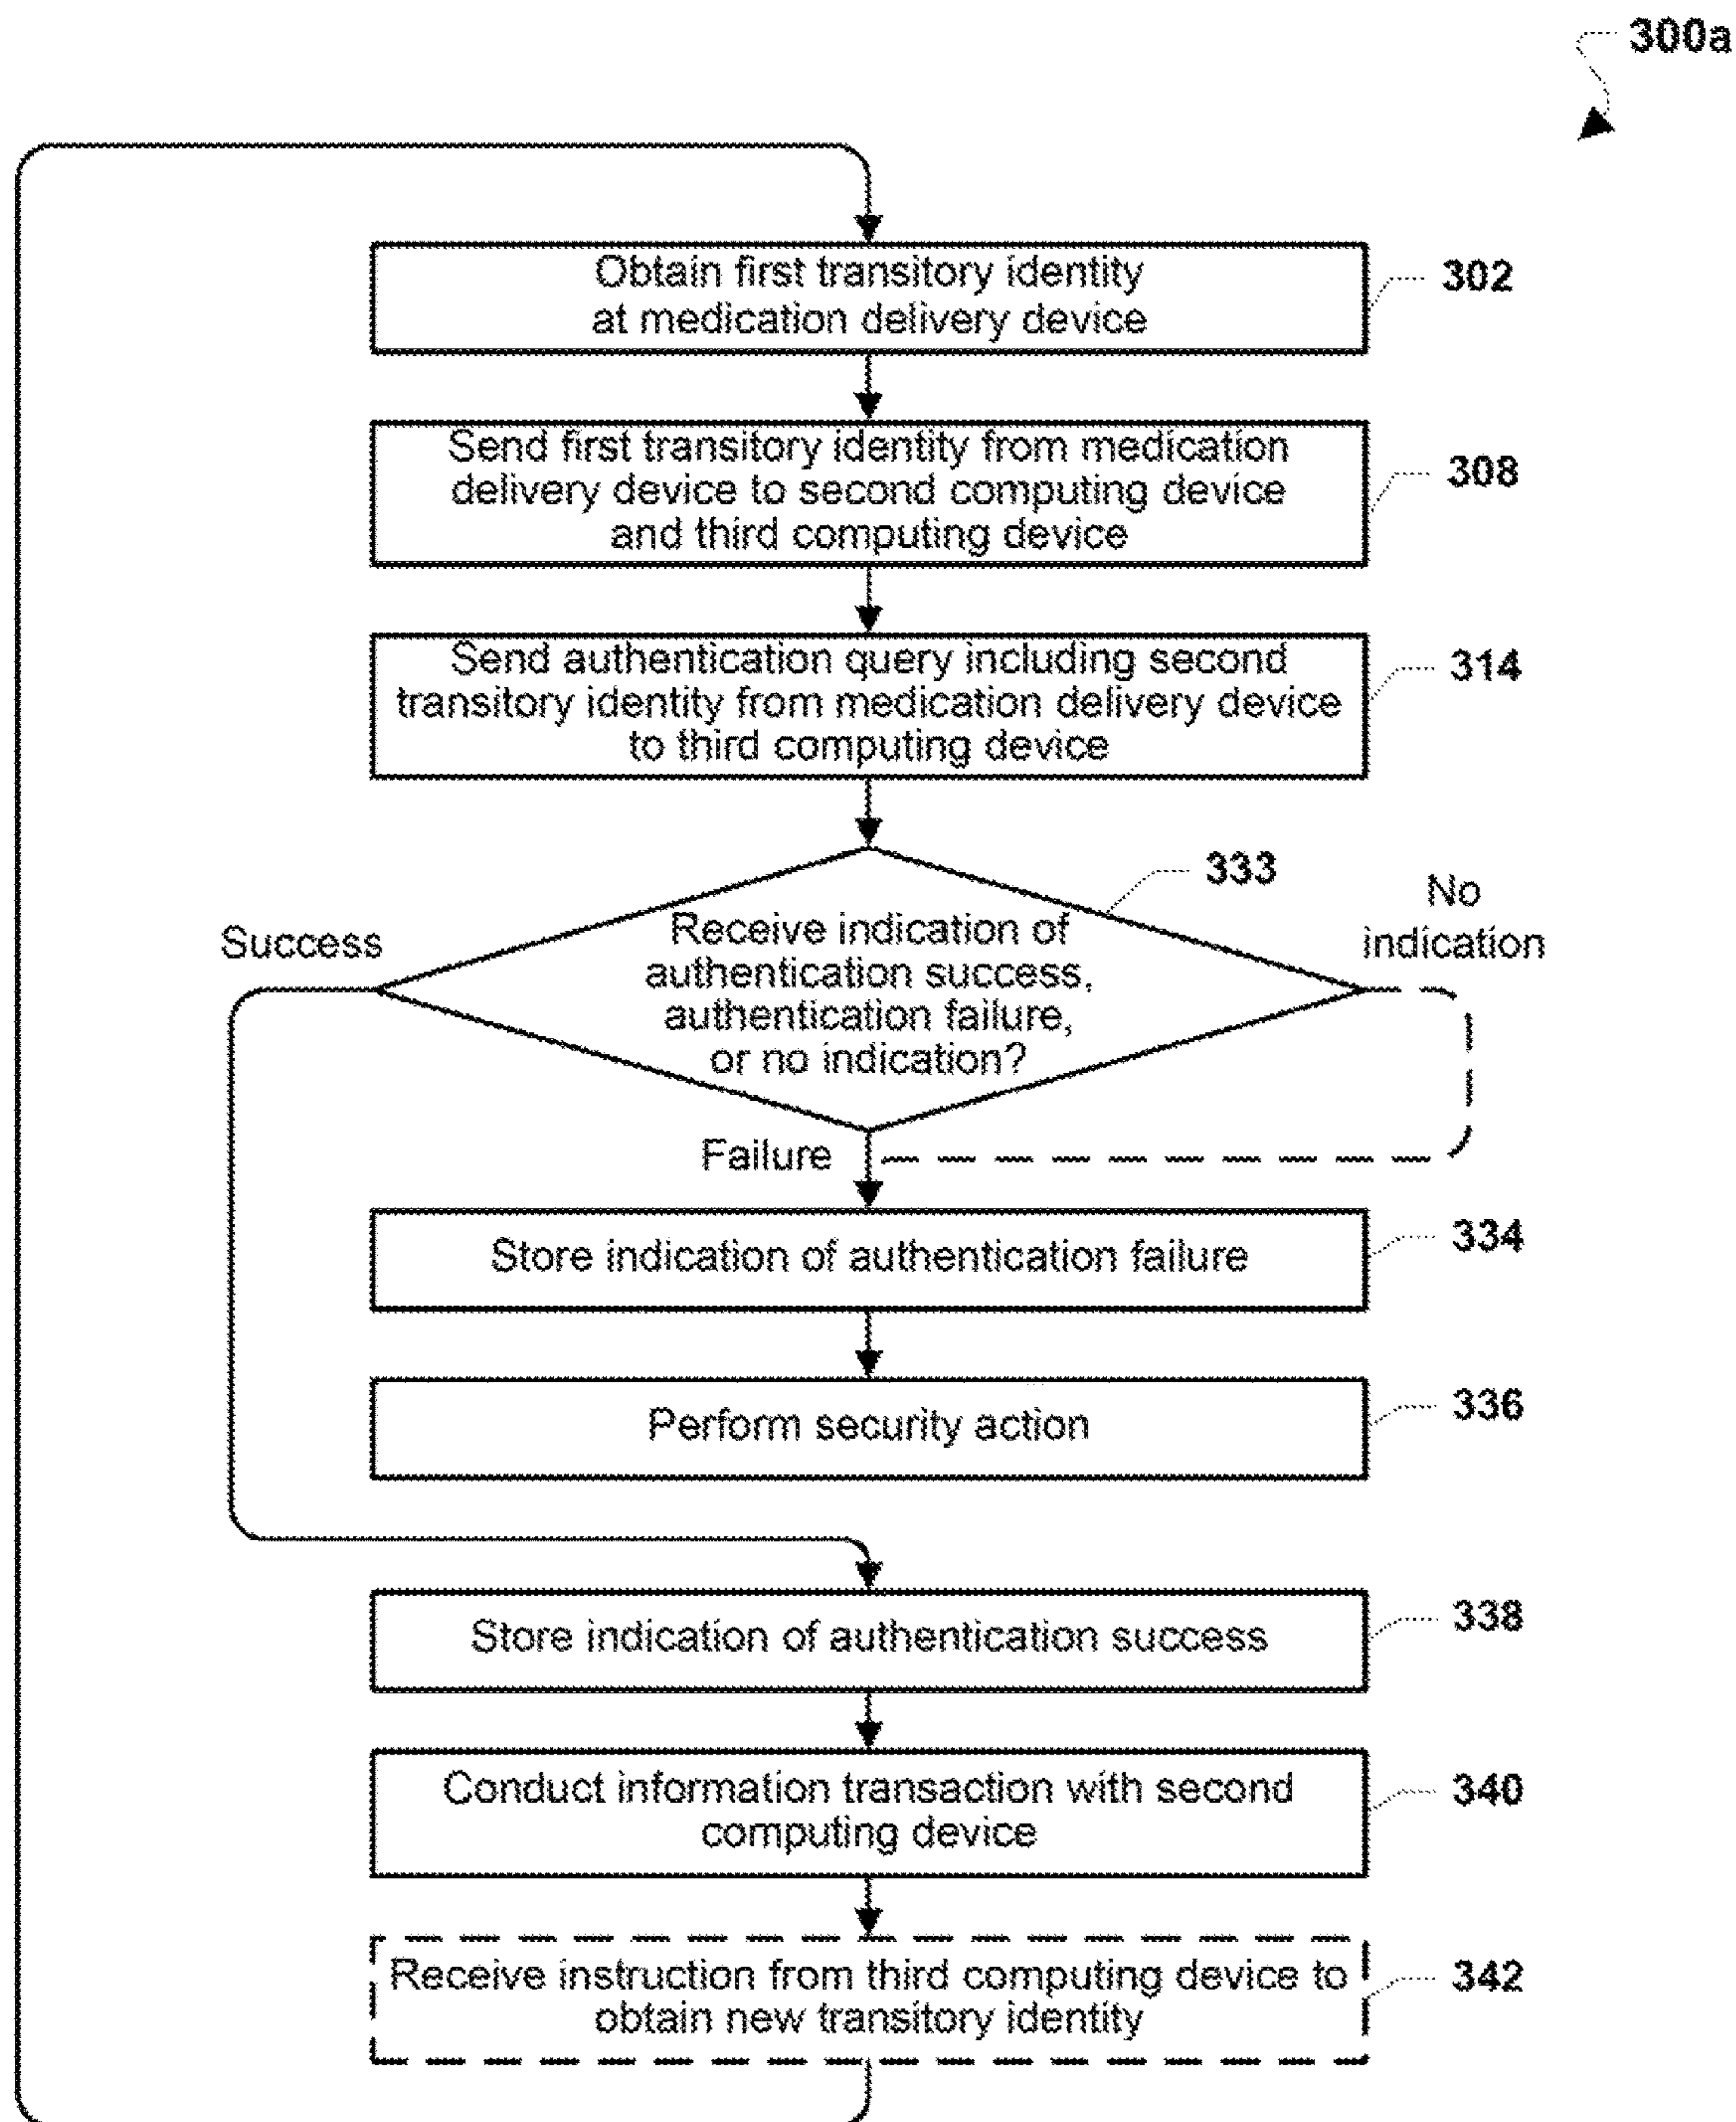 300a
Obtain first transitory identity
at medication delivery device
302
Send first transitory identity from medication
delivery device to second computing device
and third computing device
308
Send authentication query including second
transitory identity from medication delivery device
to third computing device
314
333
No
indication
Success
Receive indication of
authentication success,
authentication failure,
or no indication?
Failure
Store indication of authentication failure
334
Perform security action
336
Store indication of authentication success
338
Conduct information transaction with second
computing device
340
Receive instruction from third computing device to
obtain new transitory identity
342